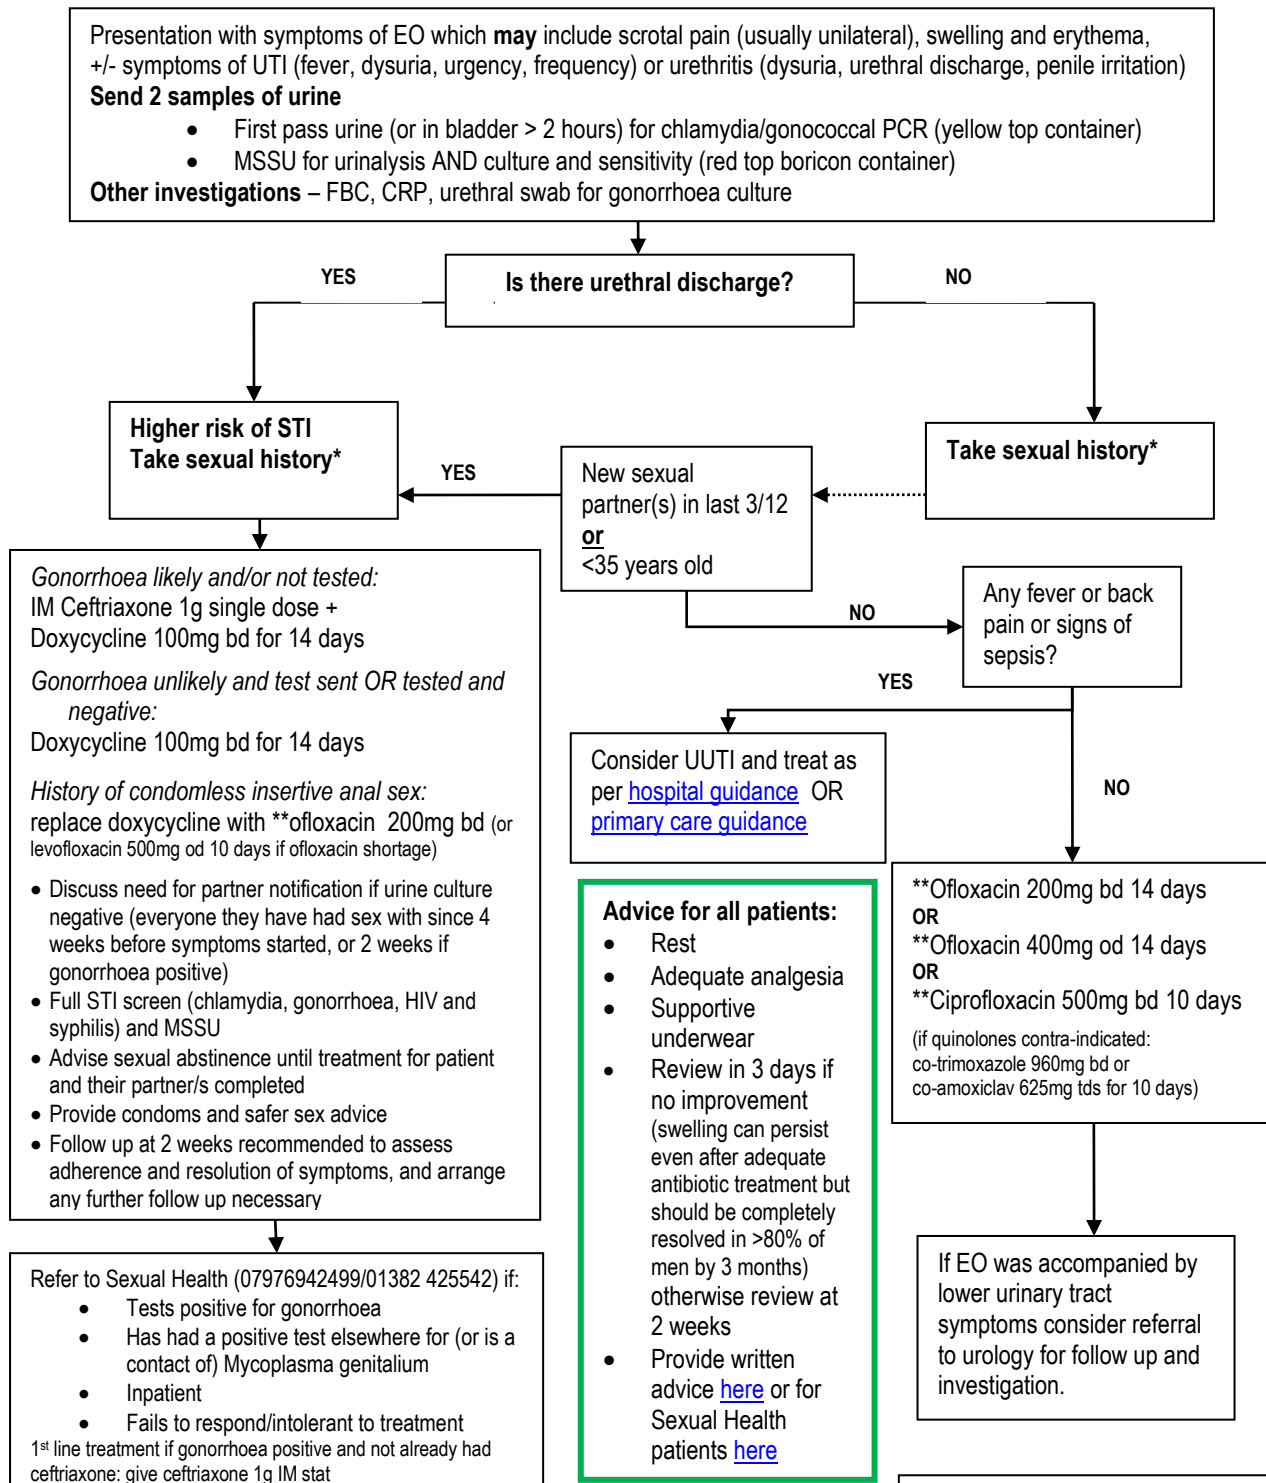 Presentation with symptoms of EO which may include scrotal pain (usually unilateral), swelling and erythema,
+/- symptoms of UTI (fever, dysuria, urgency, frequency) or urethritis (dysuria, urethral discharge, penile irritation)
Send 2 samples of urine
• First pass urine (or in bladder > 2 hours) for chlamydia/gonococcal PCR (yellow top container)
• MSSU for urinalysis AND culture and sensitivity (red top boricon container)
Other investigations – FBC, CRP, urethral swab for gonorrhoea culture
YES
Is there urethral discharge?
NO
Higher risk of STI
Take sexual history*
YES
New sexual
partner(s) in last 3/12
or
<35 years old
Take sexual history*
NO
Any fever or back
pain or signs of
sepsis?
YES
NO
Gonorrhoea likely and/or not tested:
IM Ceftriaxone 1g single dose +
Doxycycline 100mg bd for 14 days
Gonorrhoea unlikely and test sent OR tested and
negative:
Doxycycline 100mg bd for 14 days
History of condomless insertive anal sex:
replace doxycycline with **ofloxacin 200mg bd (or
levofloxacin 500mg od 10 days if ofloxacin shortage)
• Discuss need for partner notification if urine culture
negative (everyone they have had sex with since 4
weeks before symptoms started, or 2 weeks if
gonorrhoea positive)
• Full STI screen (chlamydia, gonorrhoea, HIV and
syphilis) and MSSU
• Advise sexual abstinence until treatment for patient
and their partner/s completed
• Provide condoms and safer sex advice
• Follow up at 2 weeks recommended to assess
adherence and resolution of symptoms, and arrange
any further follow up necessary
Consider UUTI and treat as
per hospital guidance OR
primary care guidance
Advice for all patients:
• Rest
• Adequate analgesia
• Supportive
underwear
• Review in 3 days if
no improvement
(swelling can persist
even after adequate
antibiotic treatment but
should be completely
resolved in >80% of
men by 3 months)
otherwise review at
2 weeks
• Provide written
advice here or for
Sexual Health
patients here
**Ofloxacin 200mg bd 14 days
OR
**Ofloxacin 400mg od 14 days
OR
**Ciprofloxacin 500mg bd 10 days
(if quinolones contra-indicated:
co-trimoxazole 960mg bd or
co-amoxiclav 625mg tds for 10 days)
If EO was accompanied by
lower urinary tract
symptoms consider referral
to urology for follow up and
investigation.
Refer to Sexual Health (07976942499/01382 425542) if:
• Tests positive for gonorrhoea
• Has had a positive test elsewhere for (or is a
contact of) Mycoplasma genitalium
• Inpatient
• Fails to respond/intolerant to treatment
1st line treatment if gonorrhoea positive and not already had
ceftriaxone: give ceftriaxone 1g IM stat